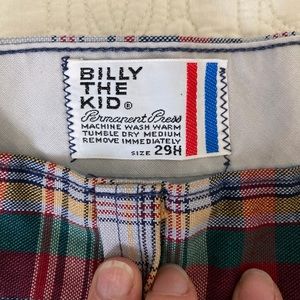 BILLY
THE
KID®
Permanent Press
MACHINE WASH WARM
TUMBLE DRY MEDIUM
REMOVE IMMEDIATELY
SIZE 29H